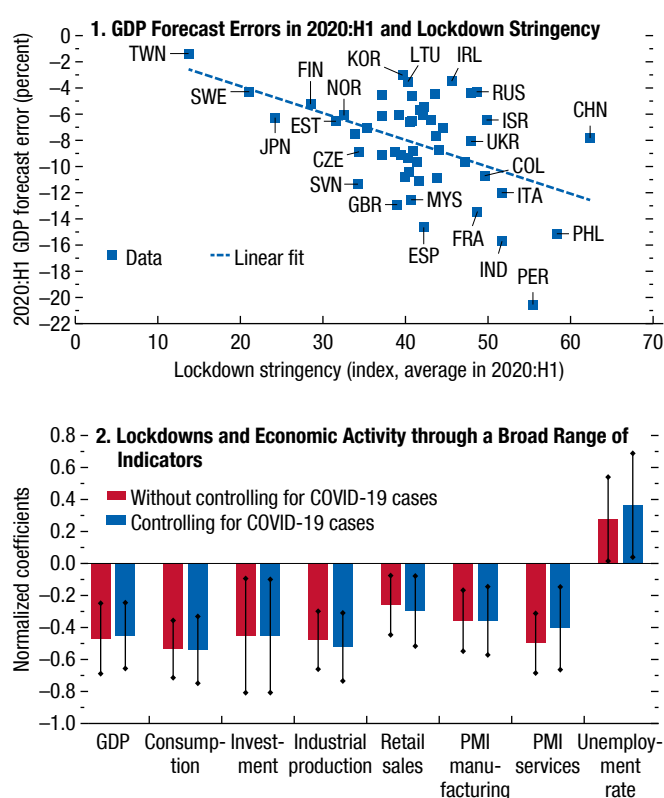 1. GDP Forecast Errors in 2020:H1 and Lockdown Stringency
2020:H1 GDP forecast error (percent)
0
–2
–4
–6
–8
–10
–12
–14
–16
–18
–20
–22
TWN
SWE
FIN
NOR
KOR
LTU
IRL
RUS
CHN
JPN
EST
ISR
UKR
CZE
COL
SVN
GBR
MYS
ITA
ESP
FRA
IND
PHL
PER
Data
Linear fit
0 10 20 30 40 50 60 70
Lockdown stringency (index, average in 2020:H1)
2. Lockdowns and Economic Activity through a Broad Range of
Indicators
Without controlling for COVID-19 cases
Controlling for COVID-19 cases
Normalized coefficients
0.8
0.6
0.4
0.2
0.0
–0.2
–0.4
–0.6
–0.8
–1.0
GDP Consump- Invest- Industrial Retail PMI PMI Unemploy-
tion ment production sales manu- services ment
facturing rate